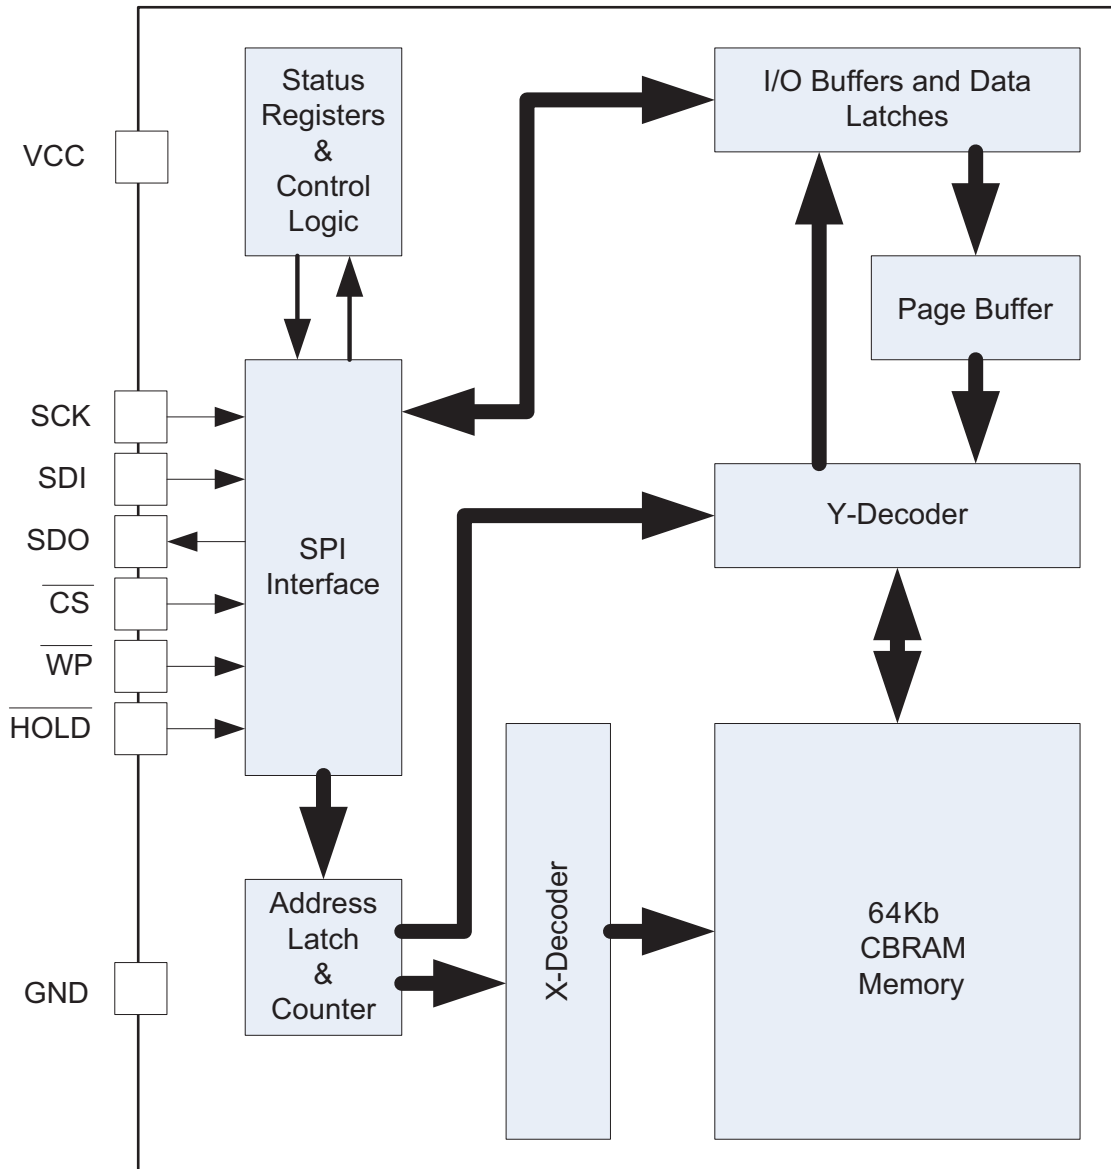 Status
Registers
&
Control
Logic
I/O Buffers and Data
Latches
VCC
Page Buffer
SCK
SDI
SDO
CS
WP
HOLD
SPI
Interface
Y-Decoder
Address
Latch
&
Counter
X-Decoder
64Kb
CBRAM
Memory
GND